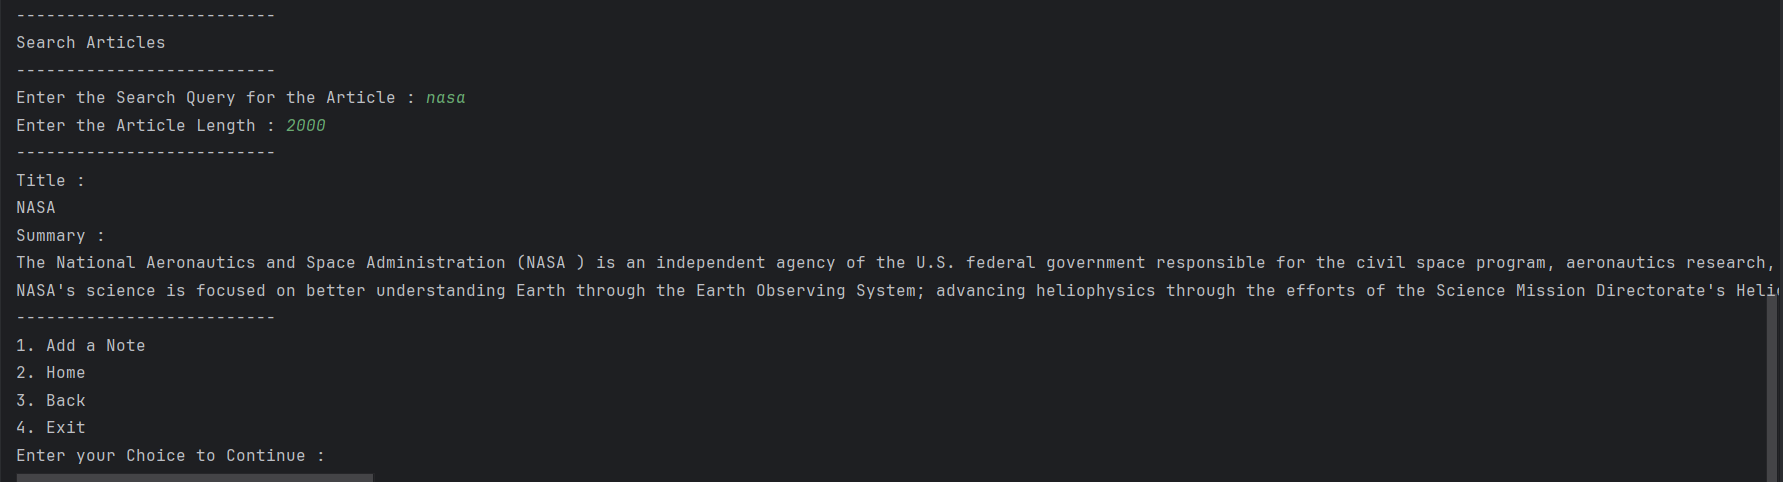 --------------------------
Search Articles
--------------------------
Enter the Search Query for the Article : nasa
Enter the Article Length : 2000
--------------------------
Title :
NASA
Summary :
The National Aeronautics and Space Administration (NASA ) is an independent agency of the U.S. federal government responsible for the civil space program, aeronautics research,
NASA's science is focused on better understanding Earth through the Earth Observing System; advancing heliophysics through the efforts of the Science Mission Directorate's
--------------------------
1. Add a Note
2. Home
3. Back
4. Exit
Enter your Choice to Continue :